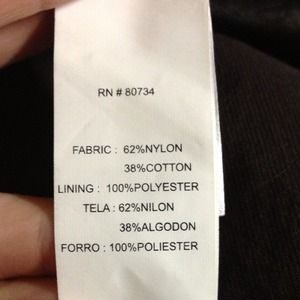 RN # 80734
FABRIC : 62%NYLON
38%COTTON
LINING : 100%POLYESTER
TELA : 62%NILON
38%ALGODON
FORRO : 100%POLIESTER